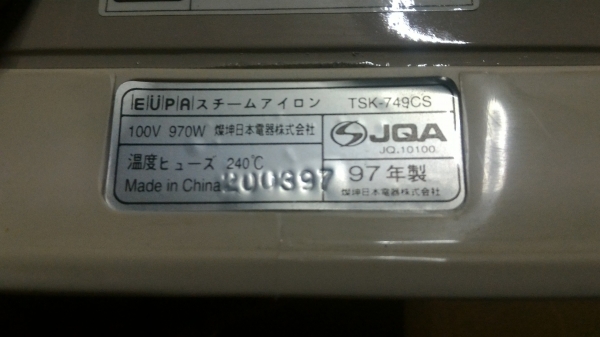 EUPA スチームアイロン TSK-749CS
100V 970W 燦坤日本電器株式会社
JQA
JQ.10100
温度ヒューズ 240℃
97年製
Made in China 200397
燦坤日本電器株式会社